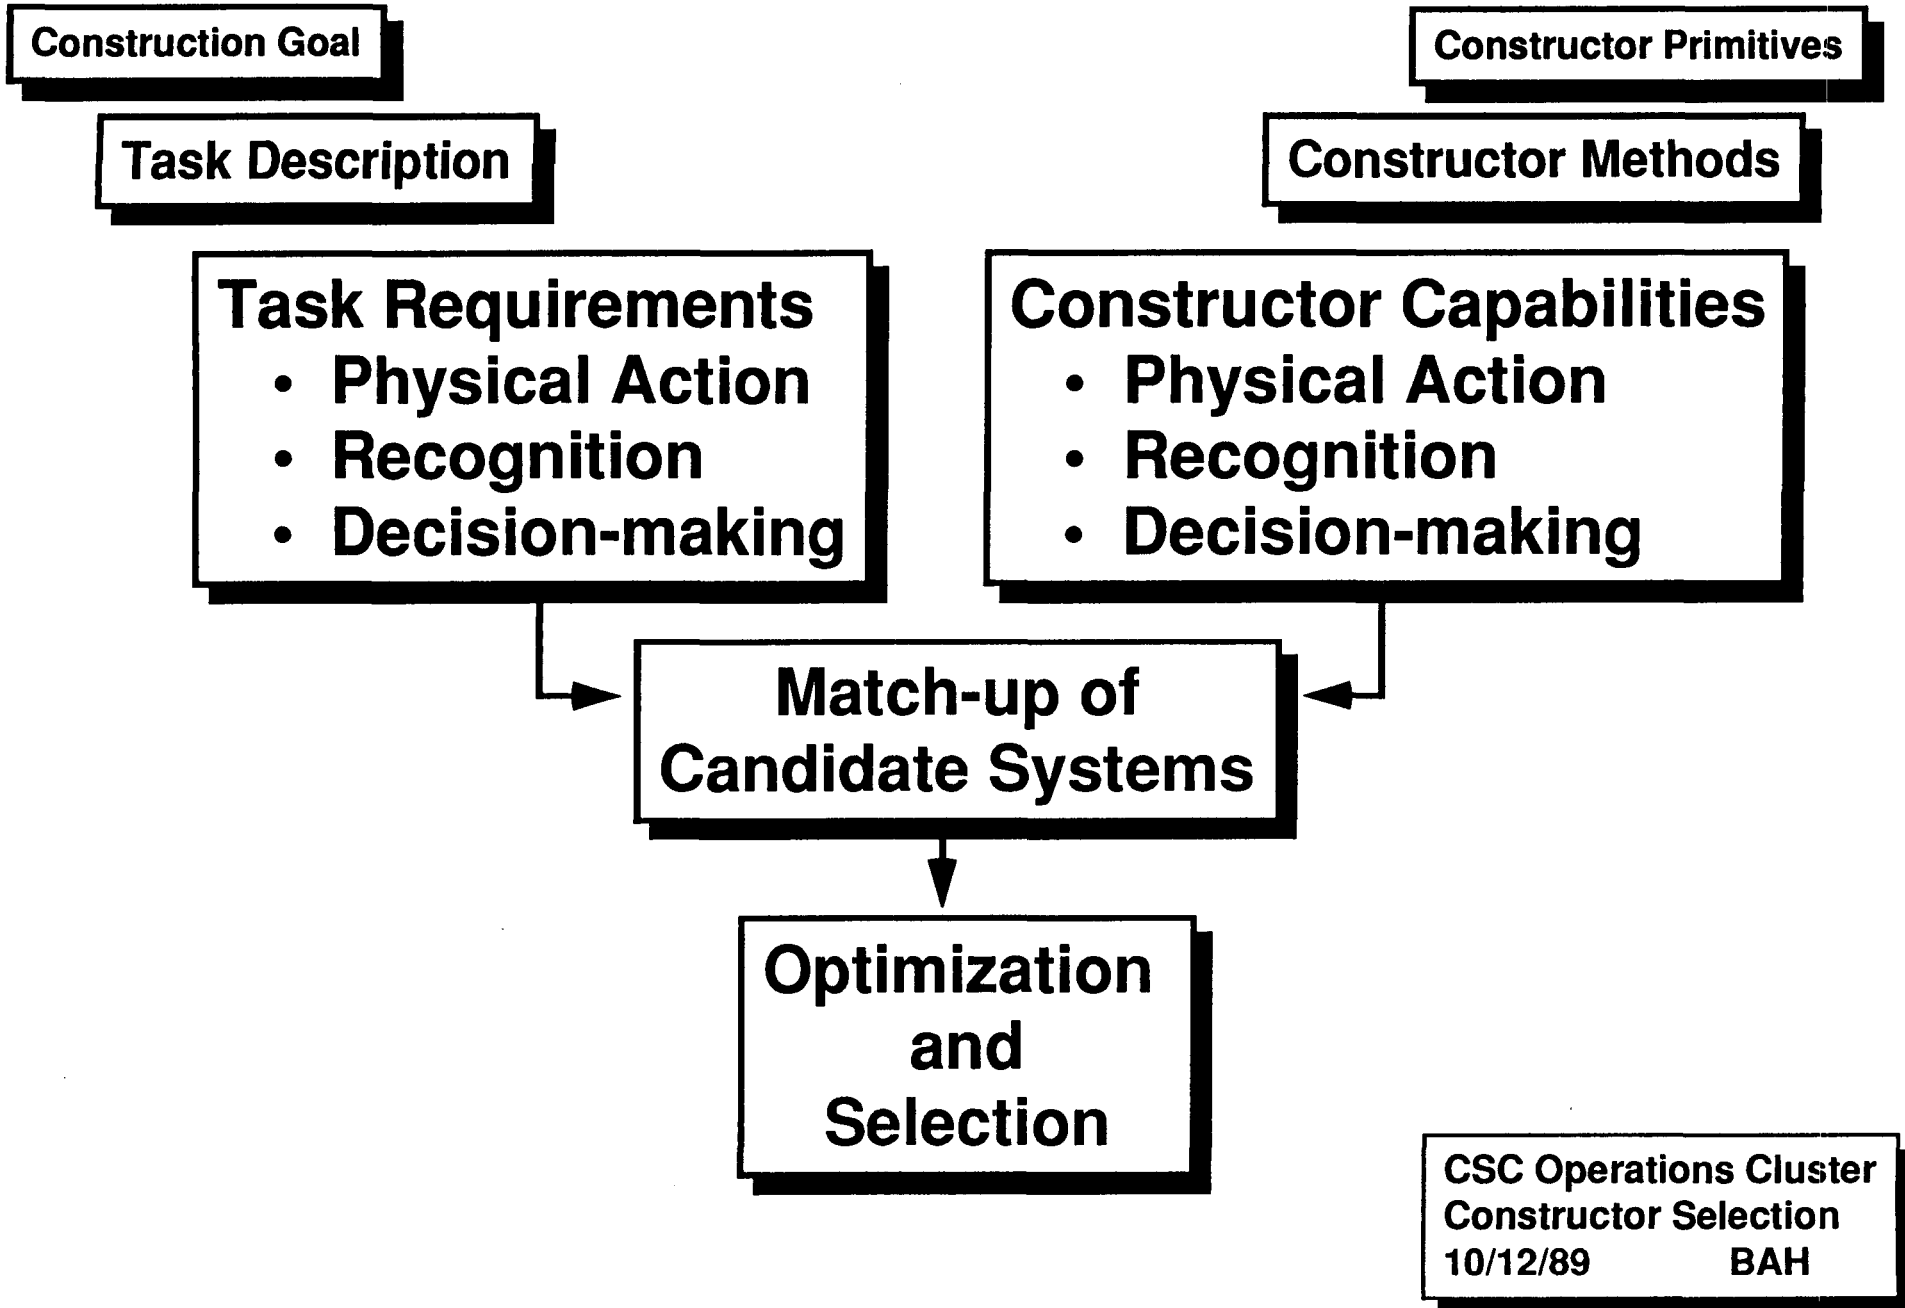 Construction Goal
Task Description
Constructor Primitives
Constructor Methods
Task Requirements
• Physical Action
• Recognition
• Decision-making
Constructor Capabilities
• Physical Action
• Recognition
• Decision-making
Match-up of
Candidate Systems
Optimization
and
Selection
CSC Operations Cluster
Constructor Selection
10/12/89 BAH